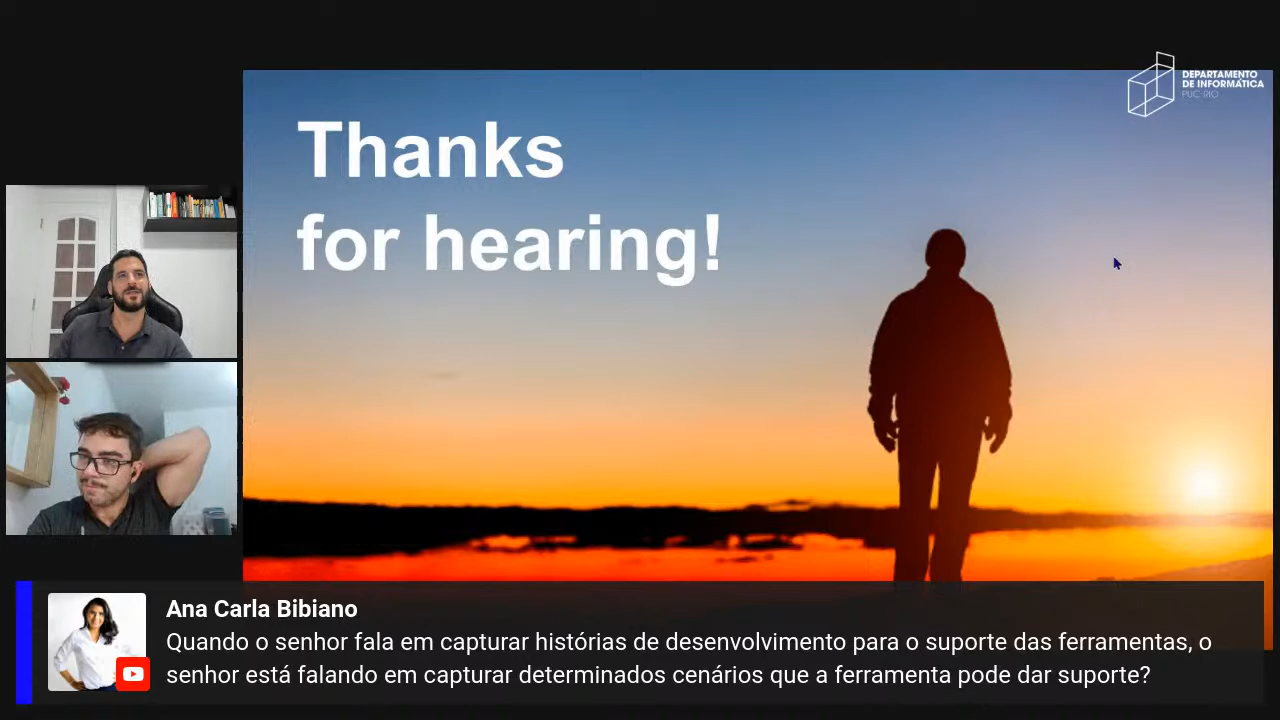 DEPARTAMENTO
DE INFORMÁTICA
PUC-RIO
Thanks
for hearing!
Ana Carla Bibiano
Quando o senhor fala em capturar histórias de desenvolvimento para o suporte das ferramentas, o
senhor está falando em capturar determinados cenários que a ferramenta pode dar suporte?